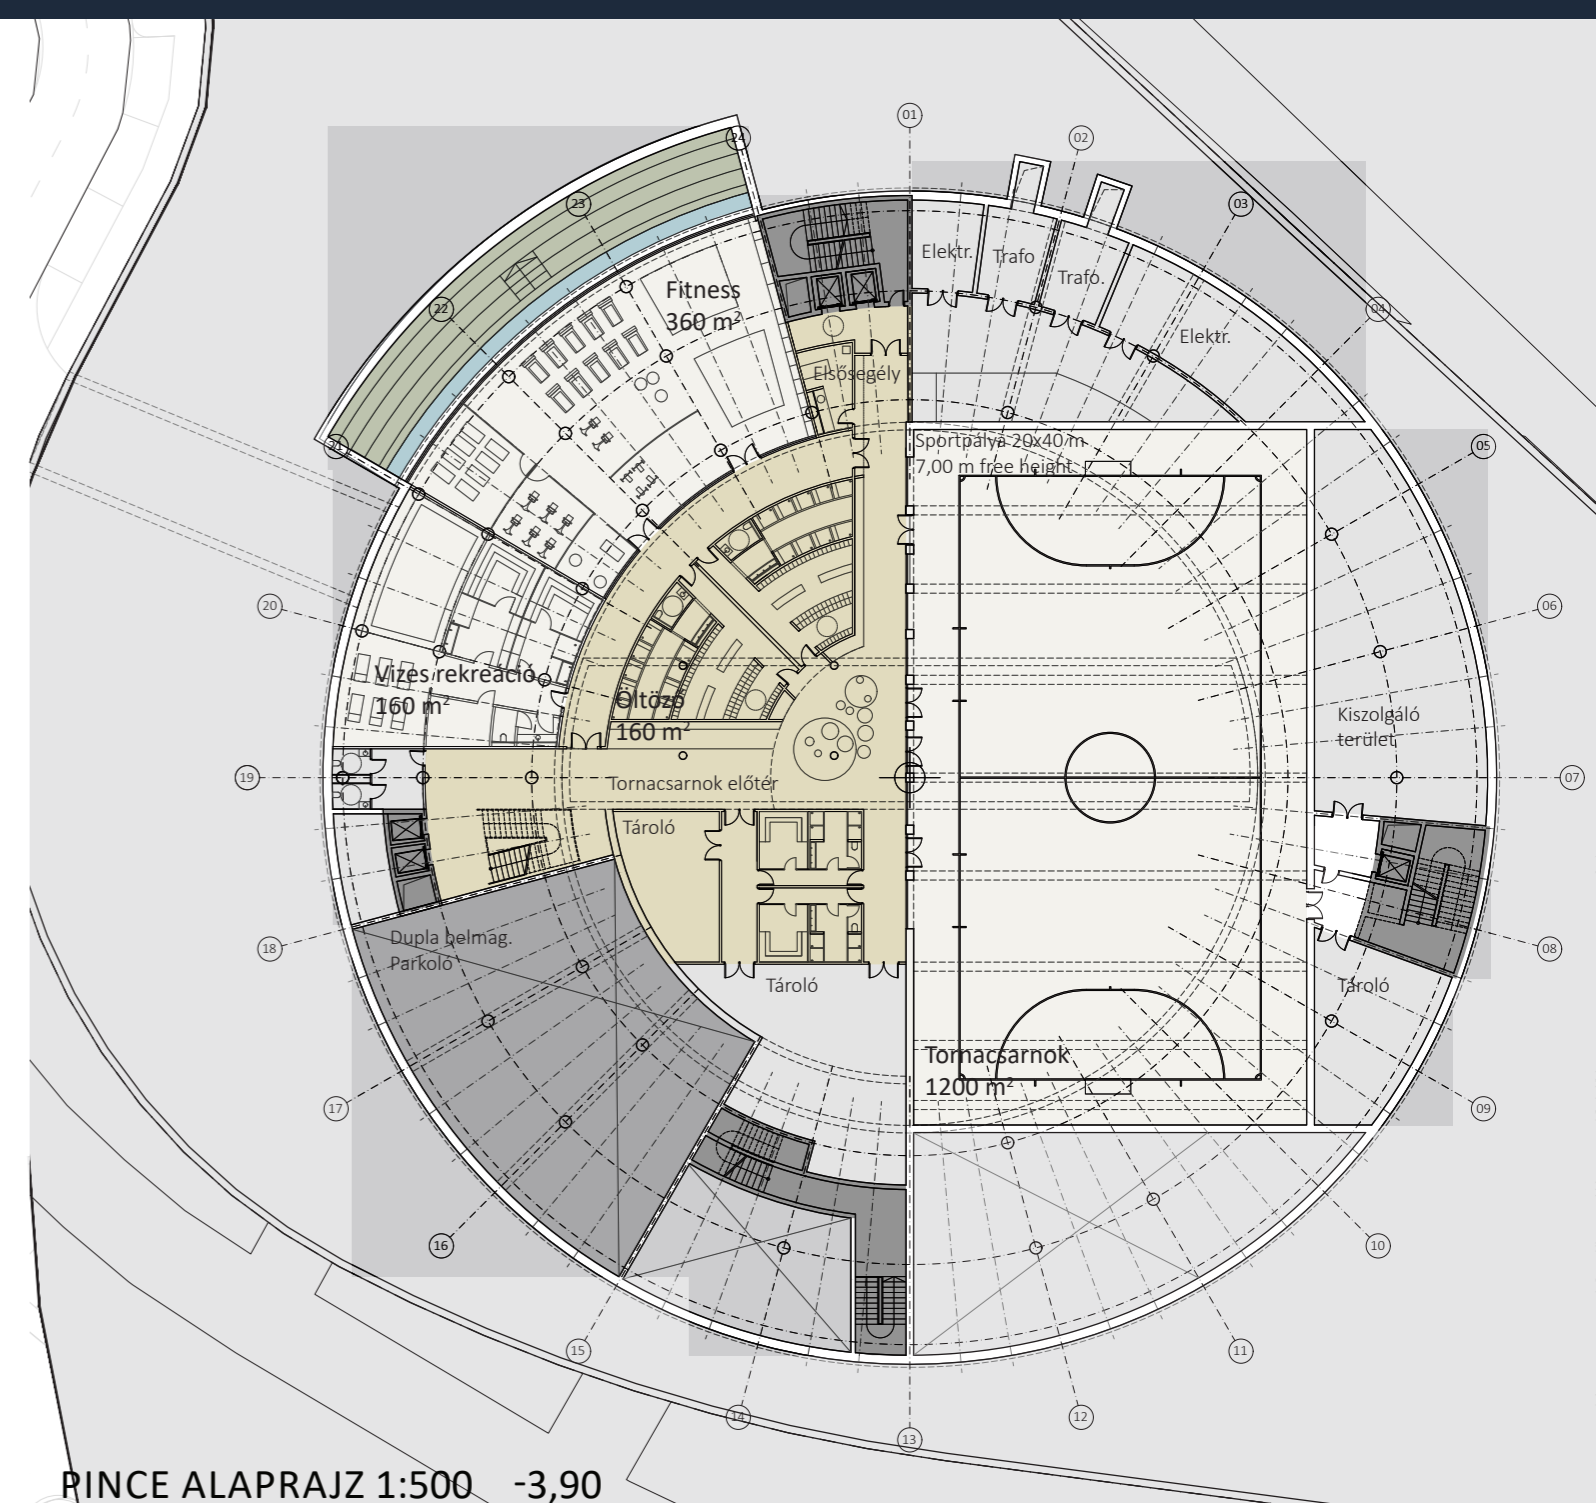 01
02
24
03
23
22
04
21
05
20
06
19
07
18
08
17
09
16
10
15
11
14
12
13
Elektr.
Trafo
Trafo.
Elektr.
Fitness
360 m²
Elsősegély
Sportpálya 20x40 m
7,00 m free height
Vizes rekreáció
160 m²
Öltöző
160 m²
Kiszolgáló
terület
Tornacsarnok előtér
Tároló
Dupla belmag.
Parkoló
Tároló
Tároló
Tornacsarnok
1200 m²
PINCE ALAPRAJZ 1:500 -3,90